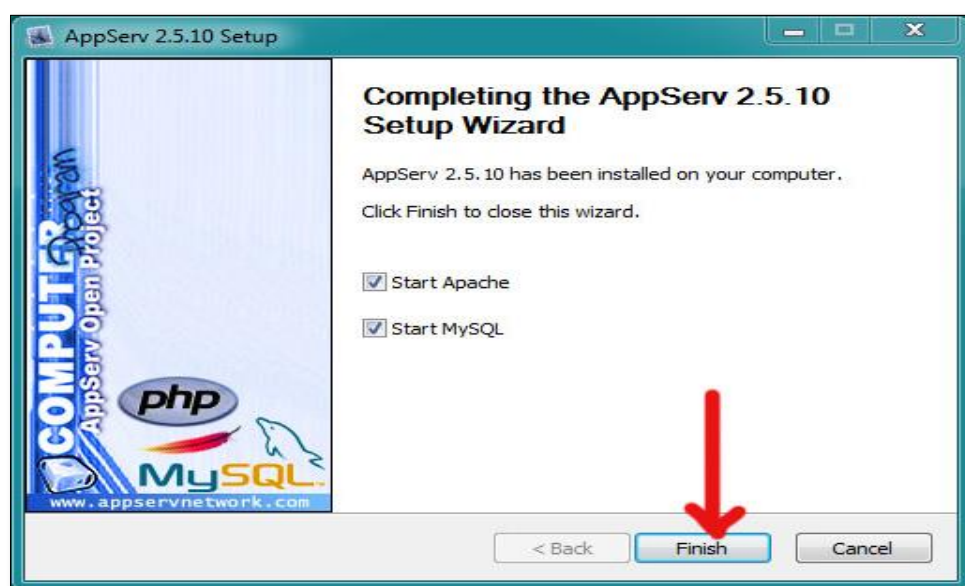 AppServ 2.5.10 Setup
Completing the AppServ 2.5.10
Setup Wizard
AppServ 2.5.10 has been installed on your computer.
Click Finish to close this wizard.
Start Apache
Start MySQL
COMPUTER
Program
AppServ Open Project
php
MySQL
www.appservnetwork.com
< Back
Finish
Cancel